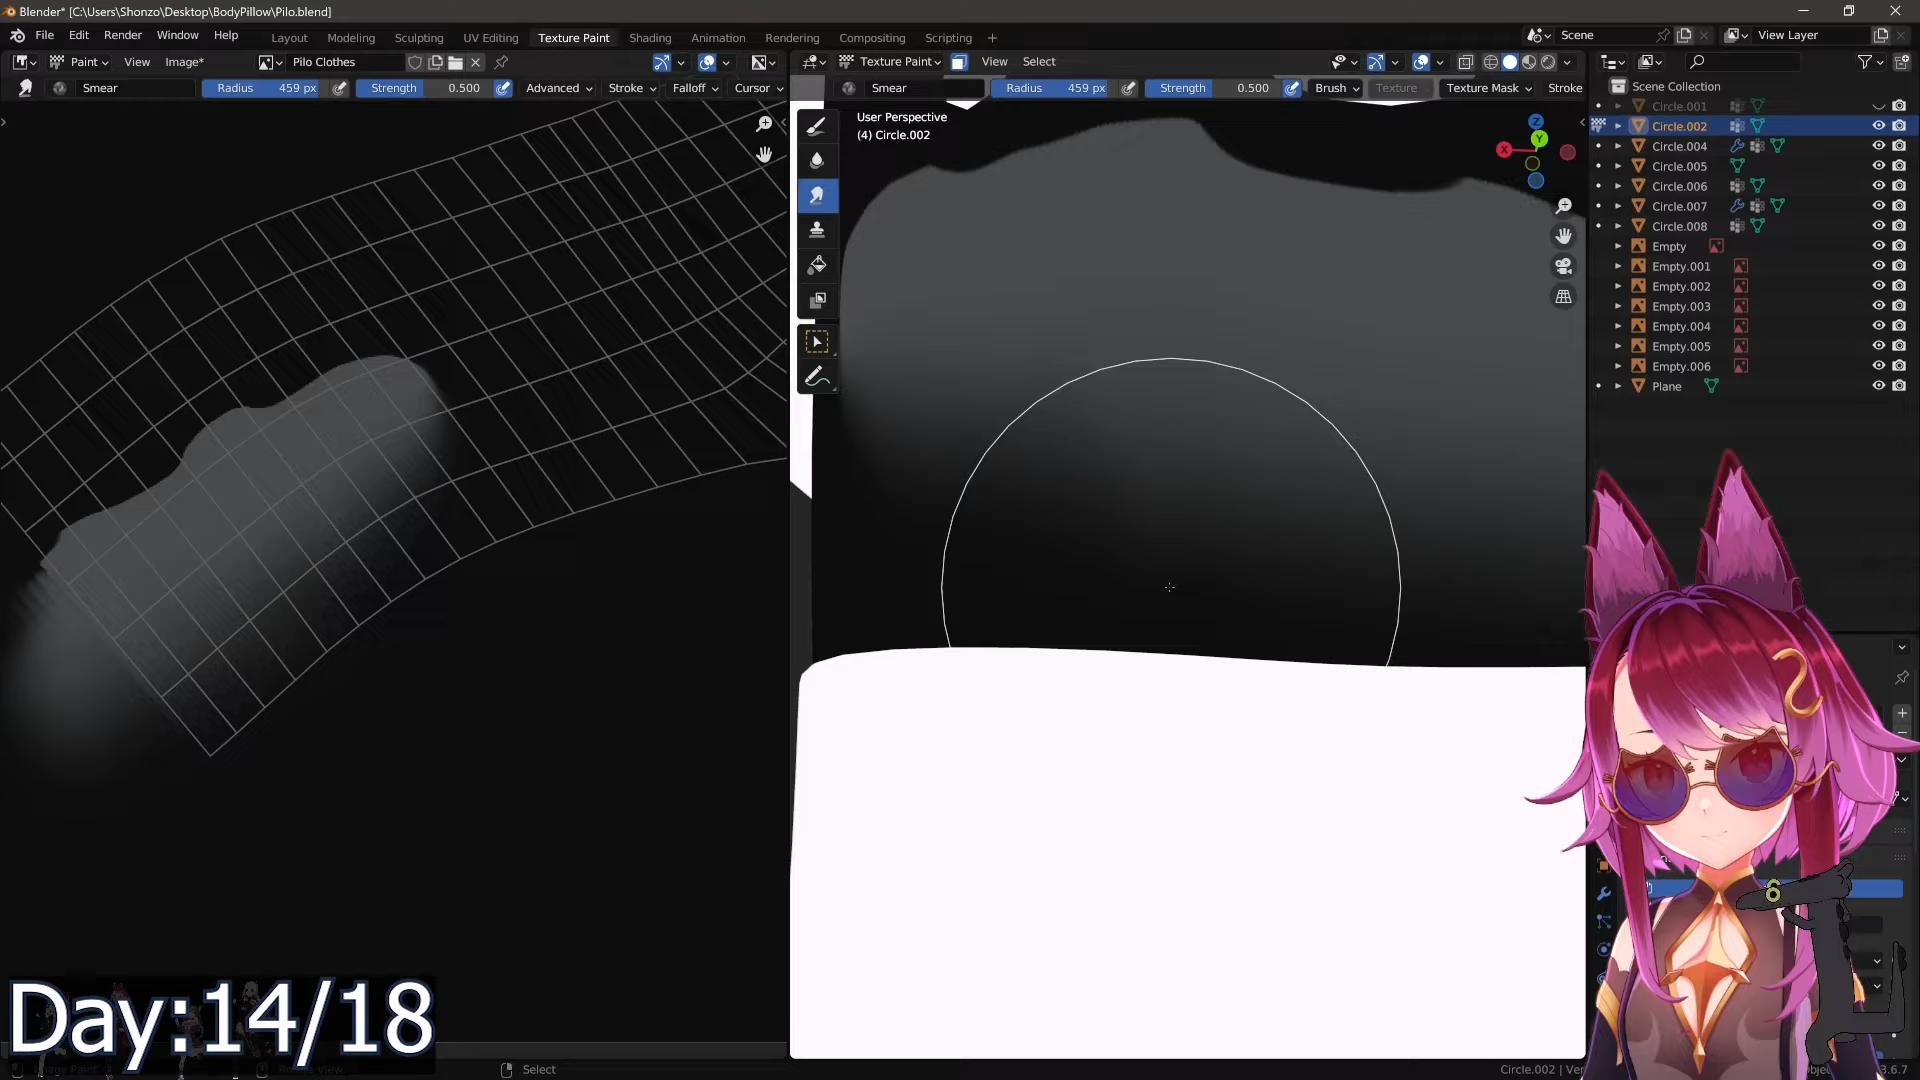 Blender* [C:\Users\Shonzo\Desktop\BodyPillow\Pilo.blend]
File Edit Render Window Help Layout Modeling Sculpting UV Editing Texture Paint Shading Animation Rendering Compositing Scripting + Scene View Layer
Paint View Image* Pilo Clothes Texture Paint View Select
Smear Radius 459 px Strength 0.500 Advanced Stroke Falloff Cursor Smear Radius 459 px Strength 0.500 Brush Texture Texture Mask Stroke
Scene Collection
User Perspective
(4) Circle.002
Z
Y
X
Circle.001
Circle.002
Circle.004
Circle.005
Circle.006
Circle.007
Circle.008
Empty
Empty.001
Empty.002
Empty.003
Empty.004
Empty.005
Empty.006
Plane
6
Day:14/18
Select
Circle.002 | Ver
3.6.7